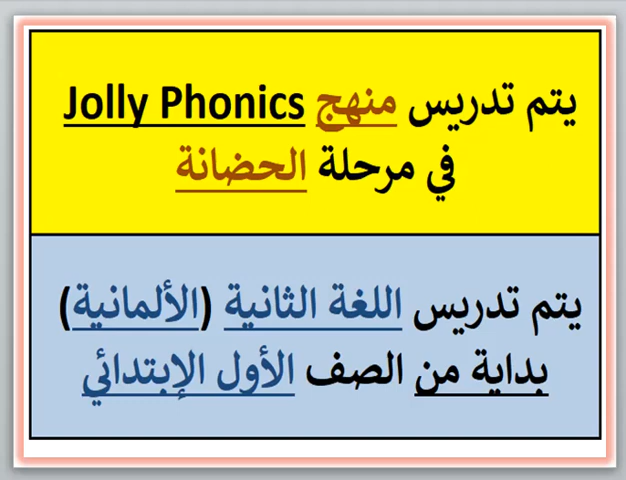 يتم تدريس منهج Jolly Phonics
في مرحلة الحضانة
يتم تدريس اللغة الثانية (الألمانية)
بداية من الصف الأول الإبتدائي